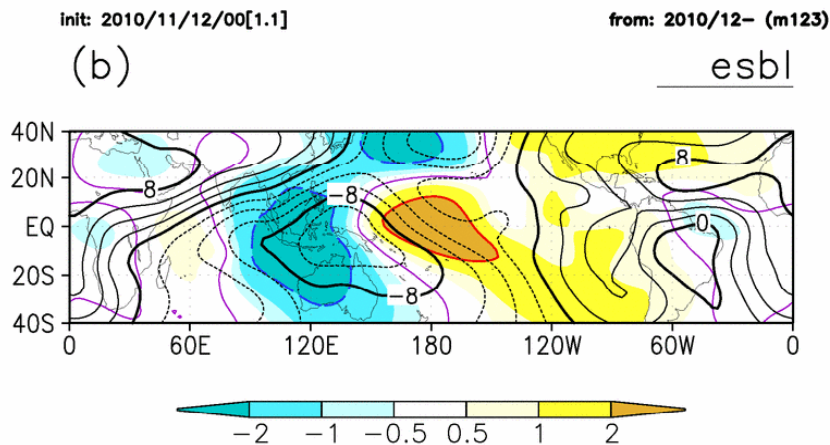 init: 2010/11/12/00[1.1] from: 2010/12- (m123)
(b) esbl
40N
20N
EQ
20S
40S
8
-8
-8
8
0
0 60E 120E 180 120W 60W 0
-2 -1 -0.5 0.5 1 2